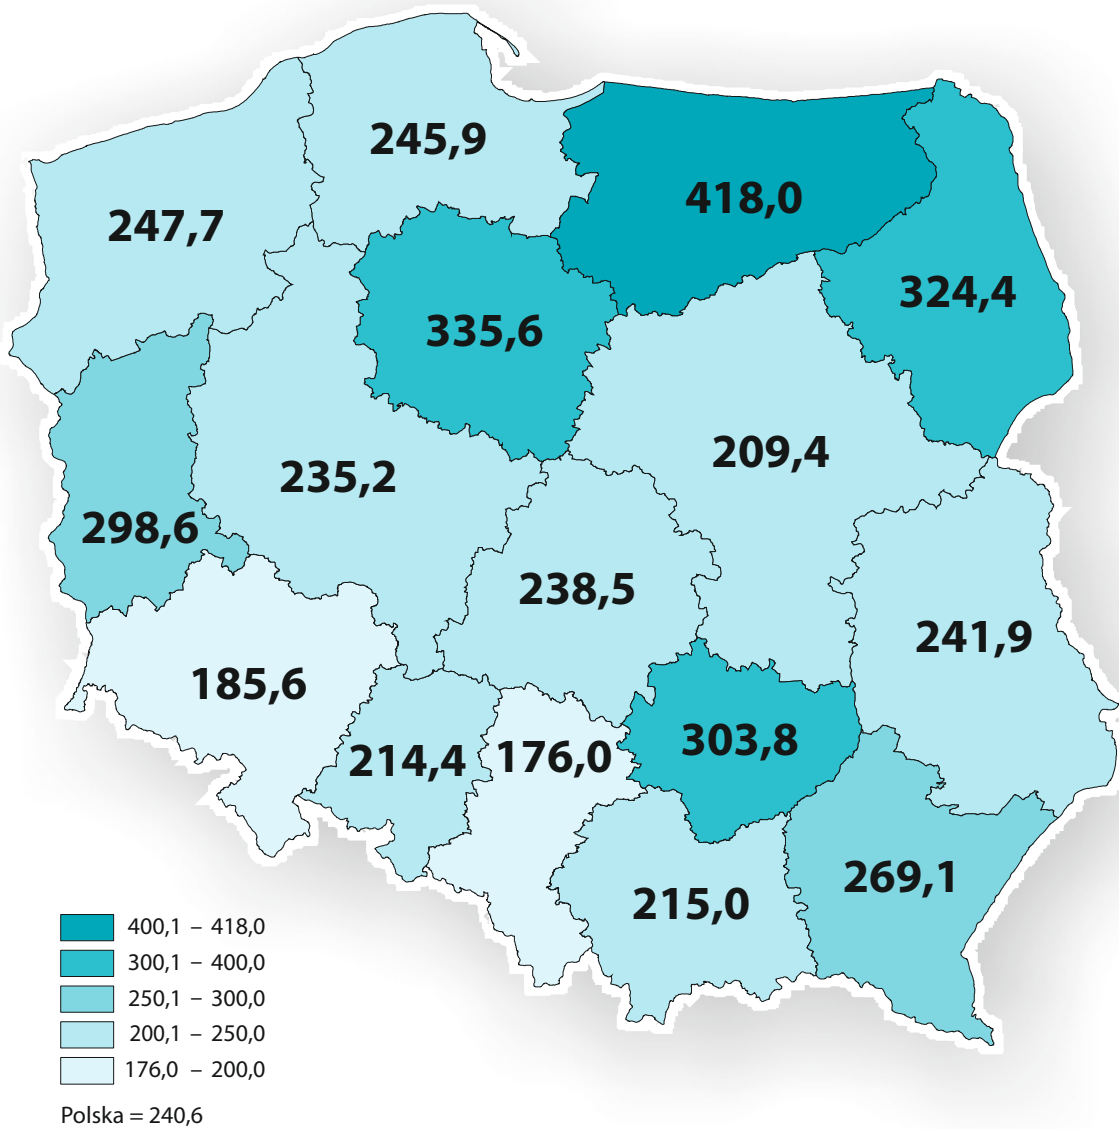 245,9
418,0
247,7
324,4
335,6
209,4
235,2
298,6
238,5
241,9
185,6
303,8
214,4
176,0
269,1
215,0
400,1 – 418,0
300,1 – 400,0
250,1 – 300,0
200,1 – 250,0
176,0 – 200,0
Polska = 240,6